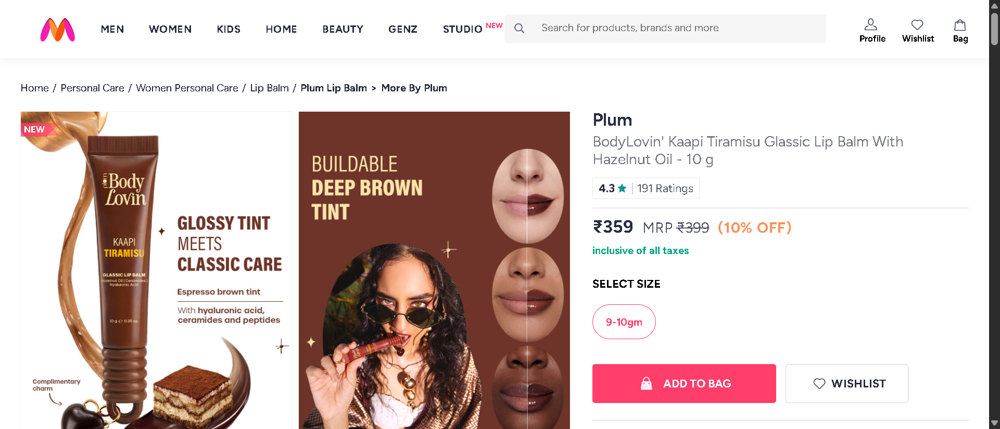 MEN
WOMEN
KIDS
HOME
BEAUTY
GENZ
STUDIO NEW
Search for products, brands and more
Profile
Wishlist
Bag
Home / Personal Care / Women Personal Care / Lip Balm / Plum Lip Balm > More By Plum
NEW
plum
Body
Lovin
KAAPI
TIRAMISU
GLASSIC LIP BALM
Hazelnut Oil | Ceramides |
Hyaluronic Acid
10 g e 0.35 oz.
GLOSSY TINT
MEETS
CLASSIC CARE
Espresso brown tint
With hyaluronic acid,
ceramides and peptides
Complimentary
charm
BUILDABLE
DEEP BROWN
TINT
Plum
BodyLovin' Kaapi Tiramisu Glassic Lip Balm With
Hazelnut Oil - 10 g
4.3 ★ | 191 Ratings
₹359 MRP ₹399 (10% OFF)
inclusive of all taxes
SELECT SIZE
9-10gm
ADD TO BAG
WISHLIST